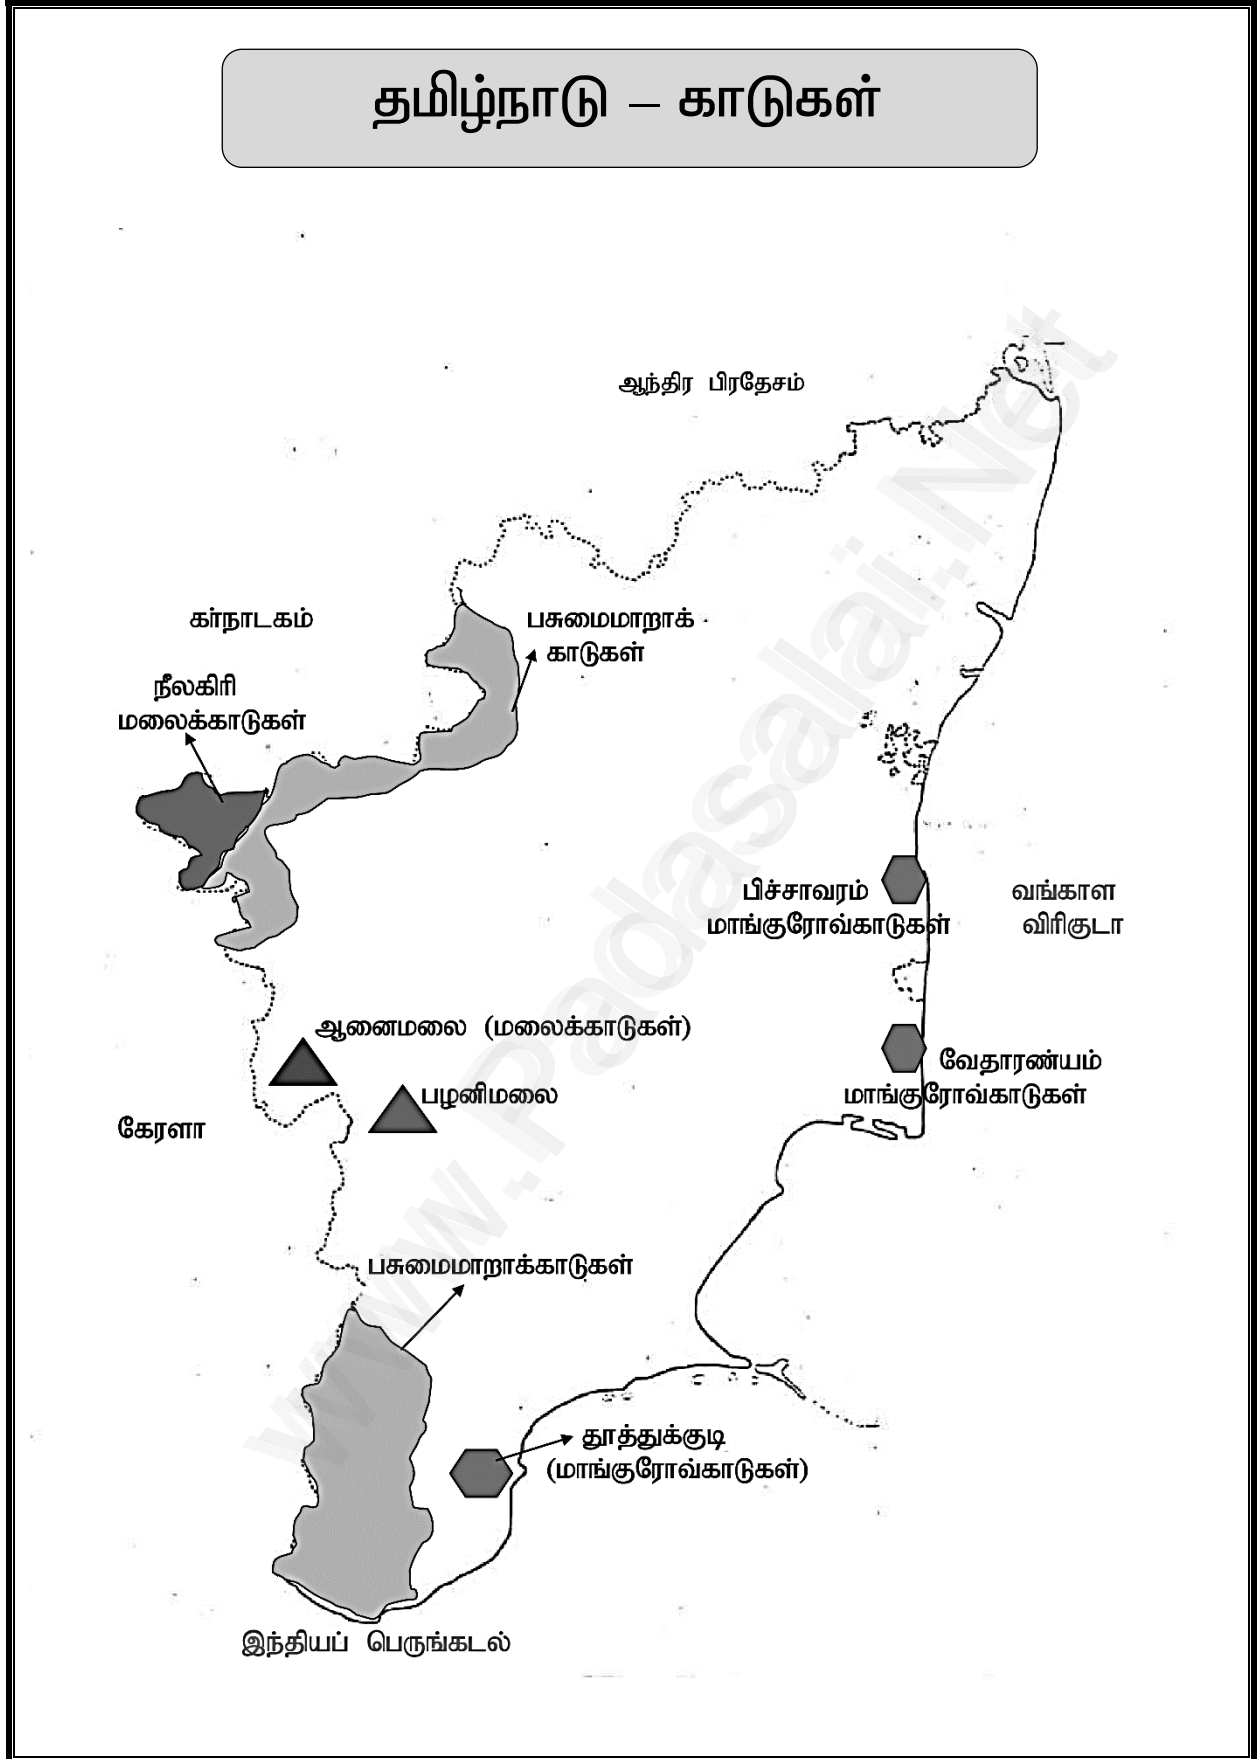 தமிழ்நாடு – காடுகள்
ஆந்திர பிரதேசம்
கர்நாடகம்
பசுமைமாறாக்
காடுகள்
நீலகிரி
மலைக்காடுகள்
பிச்சாவரம்
மாங்குரோவ்காடுகள்
வங்காள
விரிகுடா
ஆனைமலை (மலைக்காடுகள்)
வேதாரண்யம்
மாங்குரோவ்காடுகள்
பழனிமலை
கேரளா
பசுமைமாறாக்காடுகள்
தூத்துக்குடி
(மாங்குரோவ்காடுகள்)
இந்தியப் பெருங்கடல்
www.Padasalai.Net